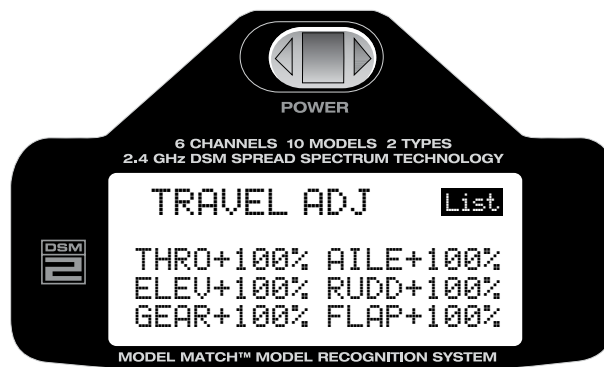 POWER
6 CHANNELS 10 MODELS 2 TYPES
2.4 GHz DSM SPREAD SPECTRUM TECHNOLOGY
TRAVEL ADJ List
DSM
2
THRO+100% AILE+100%
ELEV+100% RUDD+100%
GEAR+100% FLAP+100%
MODEL MATCH™ MODEL RECOGNITION SYSTEM